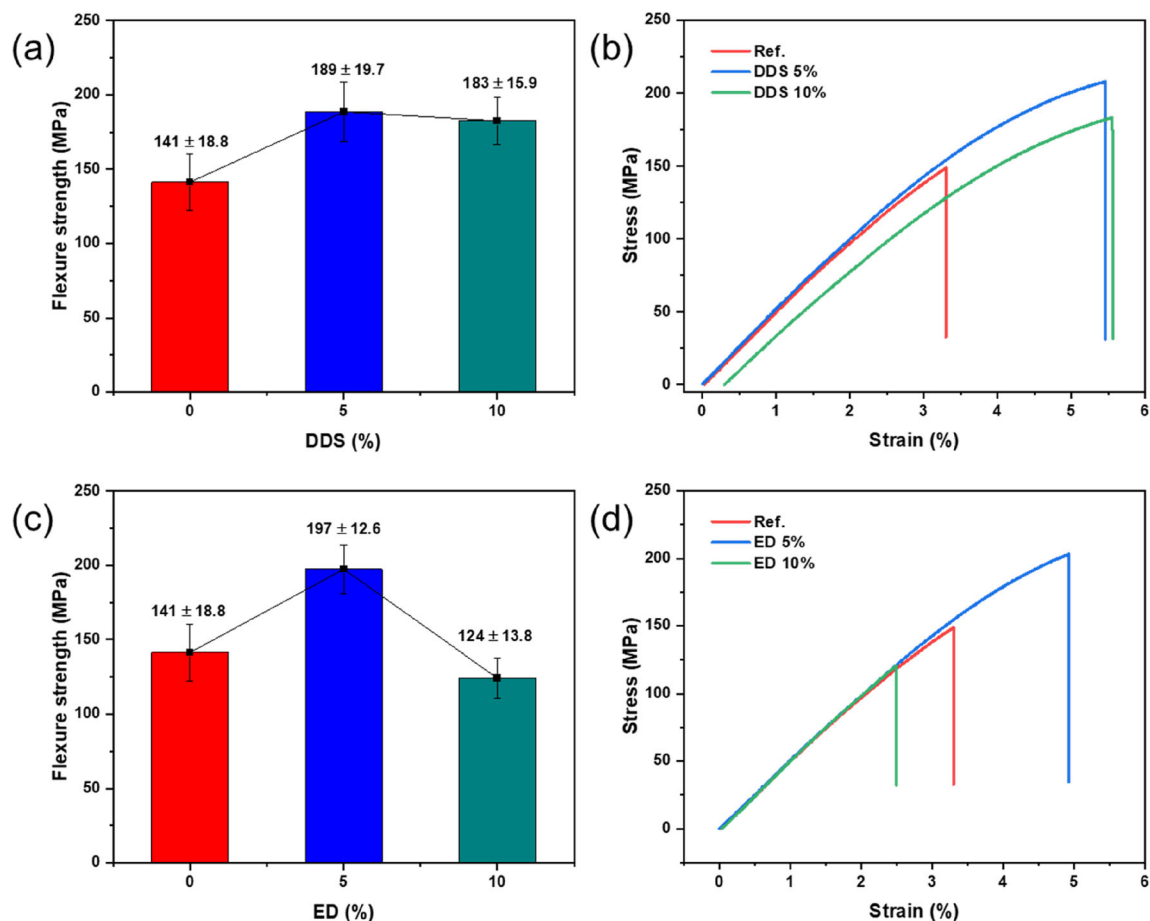 (a)
250
200
150
100
50
0
Flexure strength (MPa)
141 ± 18.8
189 ± 19.7
183 ± 15.9
0 5 10
DDS (%)
(b)
250
200
150
100
50
0
Stress (MPa)
Ref.
DDS 5%
DDS 10%
0 1 2 3 4 5 6
Strain (%)
(c)
250
200
150
100
50
0
Flexure strength (MPa)
141 ± 18.8
197 ± 12.6
124 ± 13.8
0 5 10
ED (%)
(d)
250
200
150
100
50
0
Stress (MPa)
Ref.
ED 5%
ED 10%
0 1 2 3 4 5 6
Strain (%)